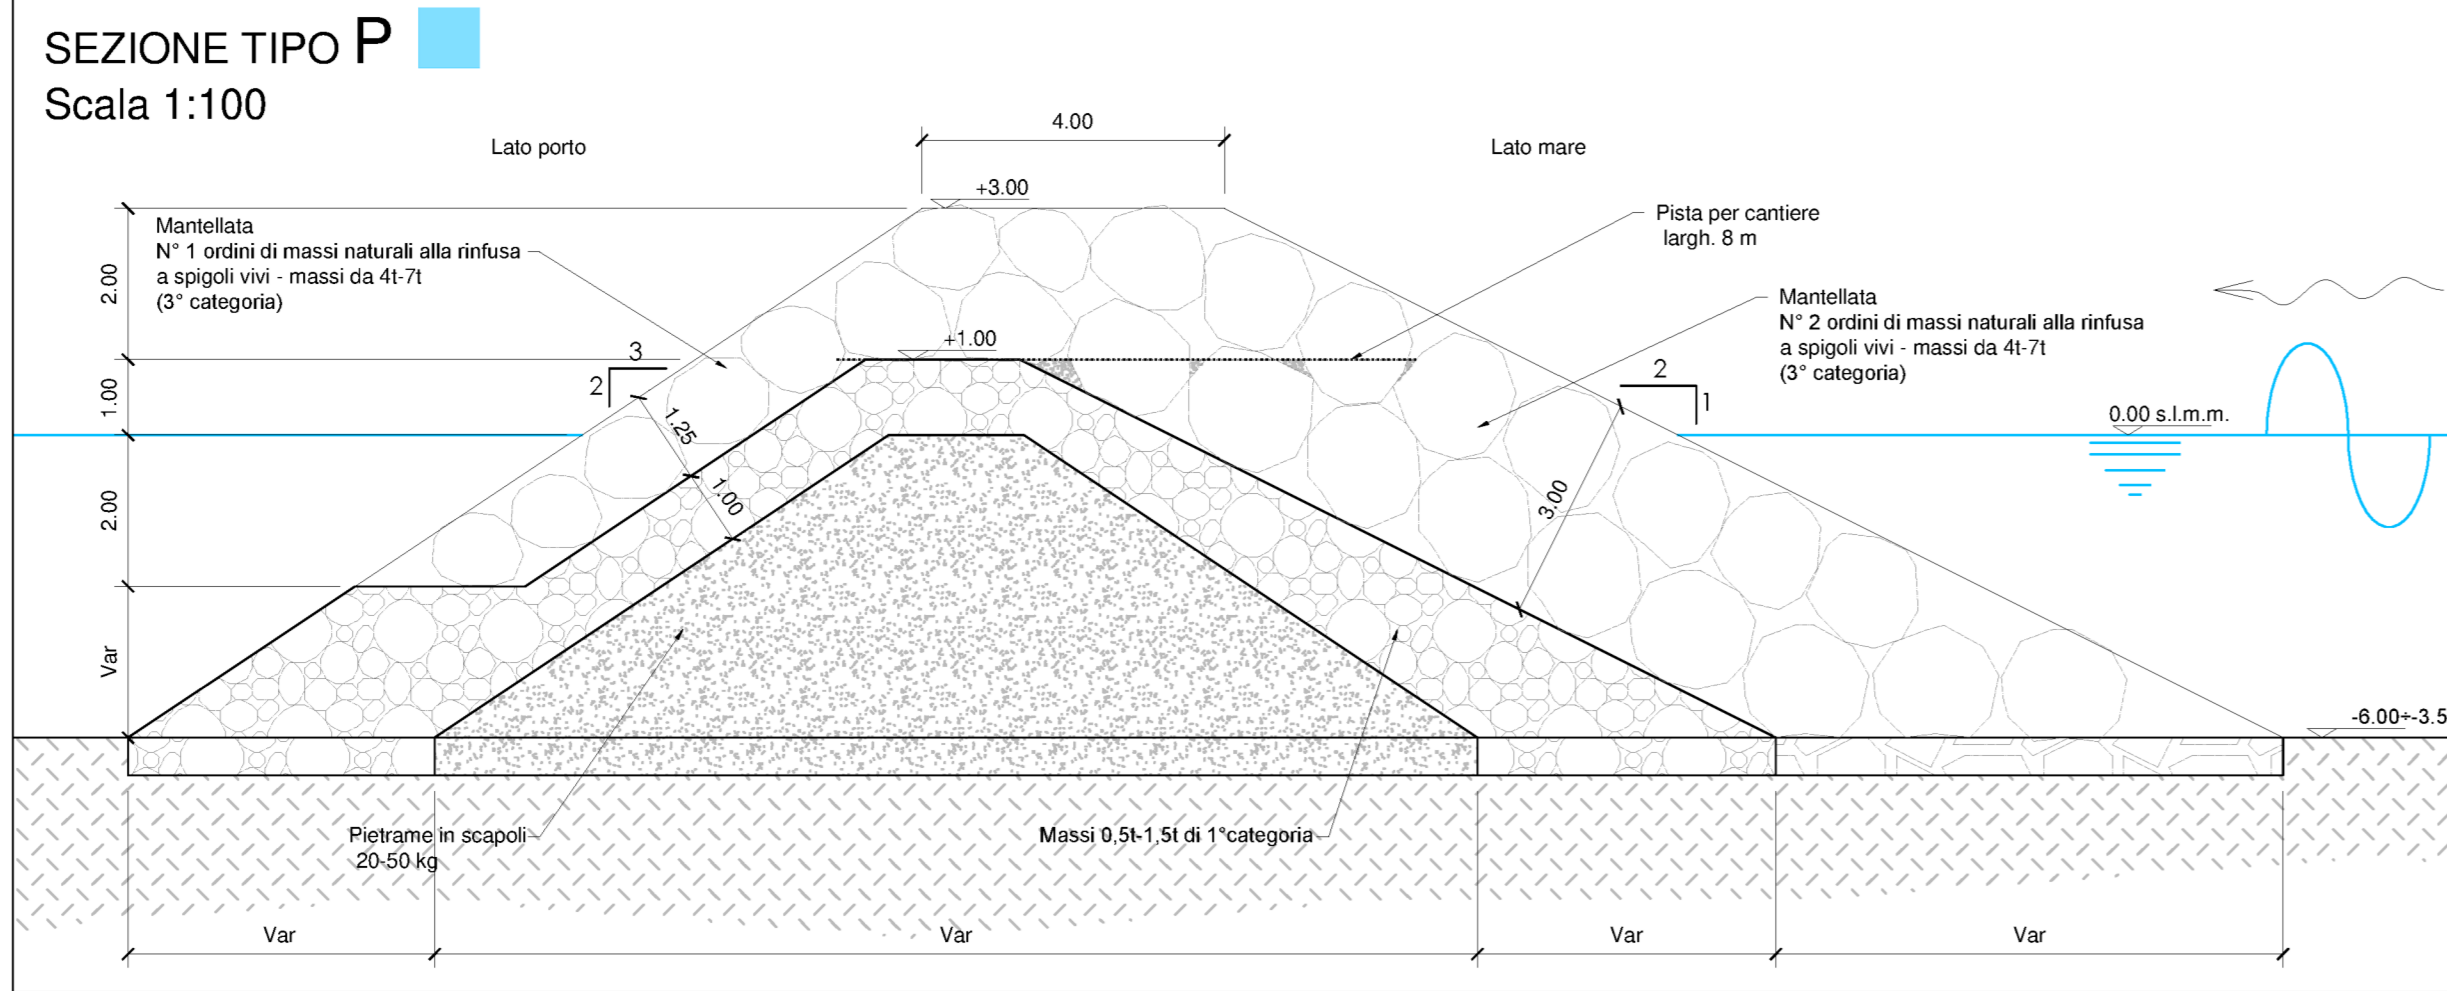 SEZIONE TIPO P
Scala 1:100
4.00
Lato porto
Lato mare
+3.00
Mantellata
N° 1 ordini di massi naturali alla rinfusa
a spigoli vivi - massi da 4t-7t
(3° categoria)
Pista per cantiere
largh. 8 m
2.00
Mantellata
N° 2 ordini di massi naturali alla rinfusa
a spigoli vivi - massi da 4t-7t
(3° categoria)
+1.00
3
2
2
1
1.00
1.25
0.00 s.l.m.m.
2.00
1.00
3.00
Var
-6.00÷-3.5
Pietrame in scapoli
20-50 kg
Massi 0,5t-1,5t di 1°categoria
Var
Var
Var
Var